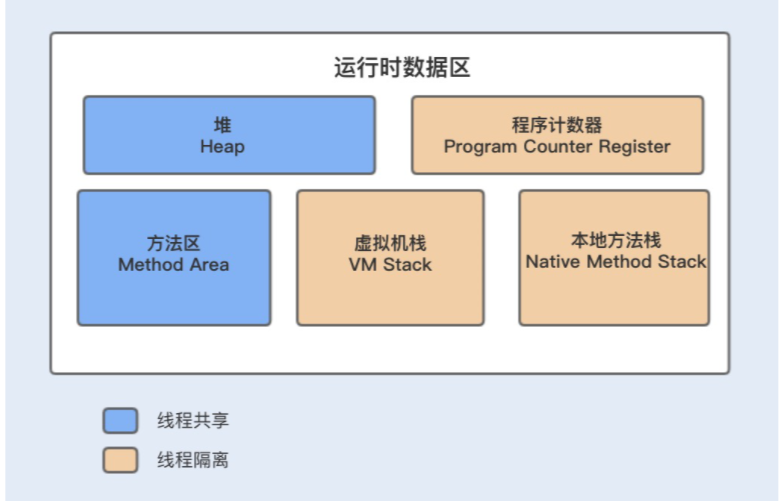 运行时数据区
堆
Heap
程序计数器
Program Counter Register
方法区
Method Area
虚拟机栈
VM Stack
本地方法栈
Native Method Stack
线程共享
线程隔离